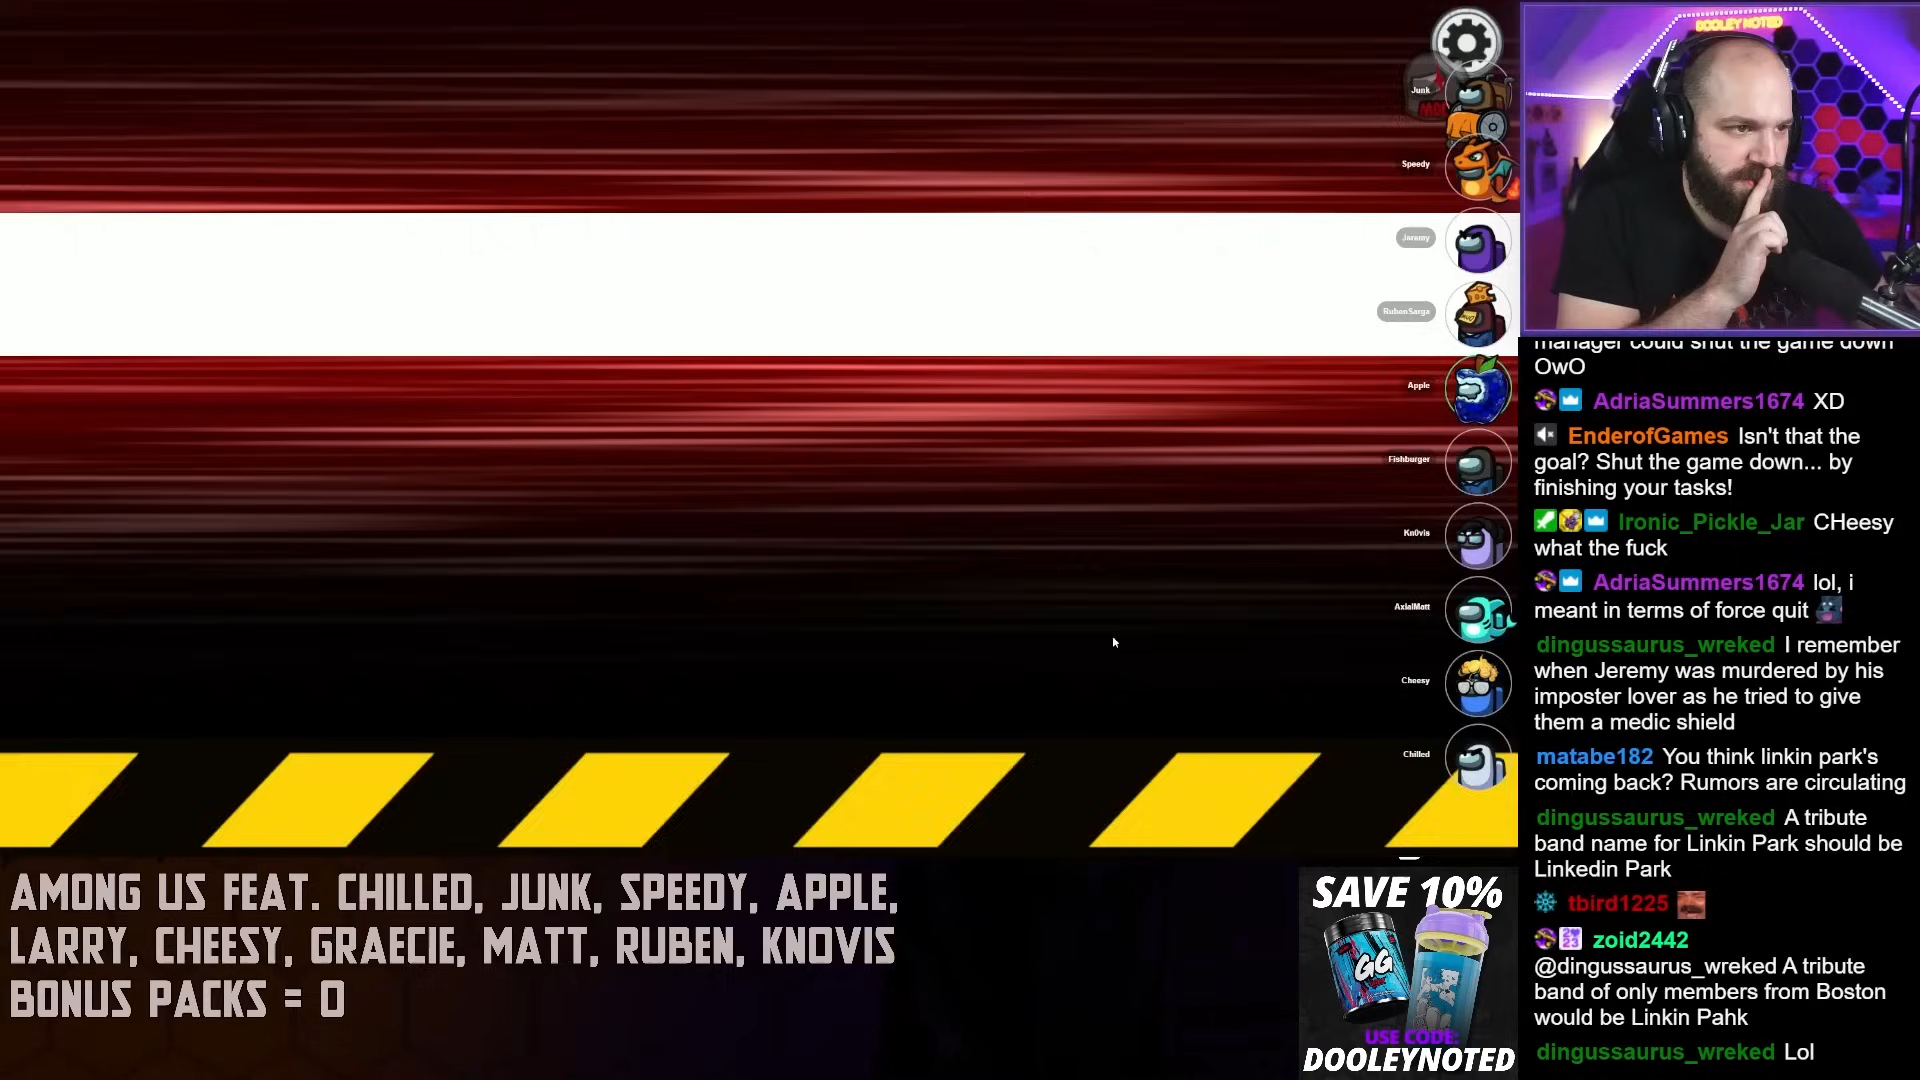 DOOLEY NOTED
Junk
Speedy
Jaremy
RubenSarga
Apple
Fishburger
Kn0vis
AxialMatt
Cheesy
Chilled
manager could shut the game down
OwO
AdriaSummers1674 XD
EnderofGames Isn't that the
goal? Shut the game down... by
finishing your tasks!
Ironic_Pickle_Jar CHeesy
what the fuck
AdriaSummers1674 lol, i
meant in terms of force quit
dingussaurus_wreked I remember
when Jeremy was murdered by his
imposter lover as he tried to give
them a medic shield
matabe182 You think linkin park's
coming back? Rumors are circulating
dingussaurus_wreked A tribute
band name for Linkin Park should be
Linkedin Park
tbird1225
zoid2442
@dingussaurus_wreked A tribute
band of only members from Boston
would be Linkin Pahk
dingussaurus_wreked Lol
AMONG US FEAT. CHILLED, JUNK, SPEEDY, APPLE,
LARRY, CHEESY, GRAECIE, MATT, RUBEN, KNOVIS
BONUS PACKS = 0
SAVE 10%
GG
USE CODE:
DOOLEYNOTED